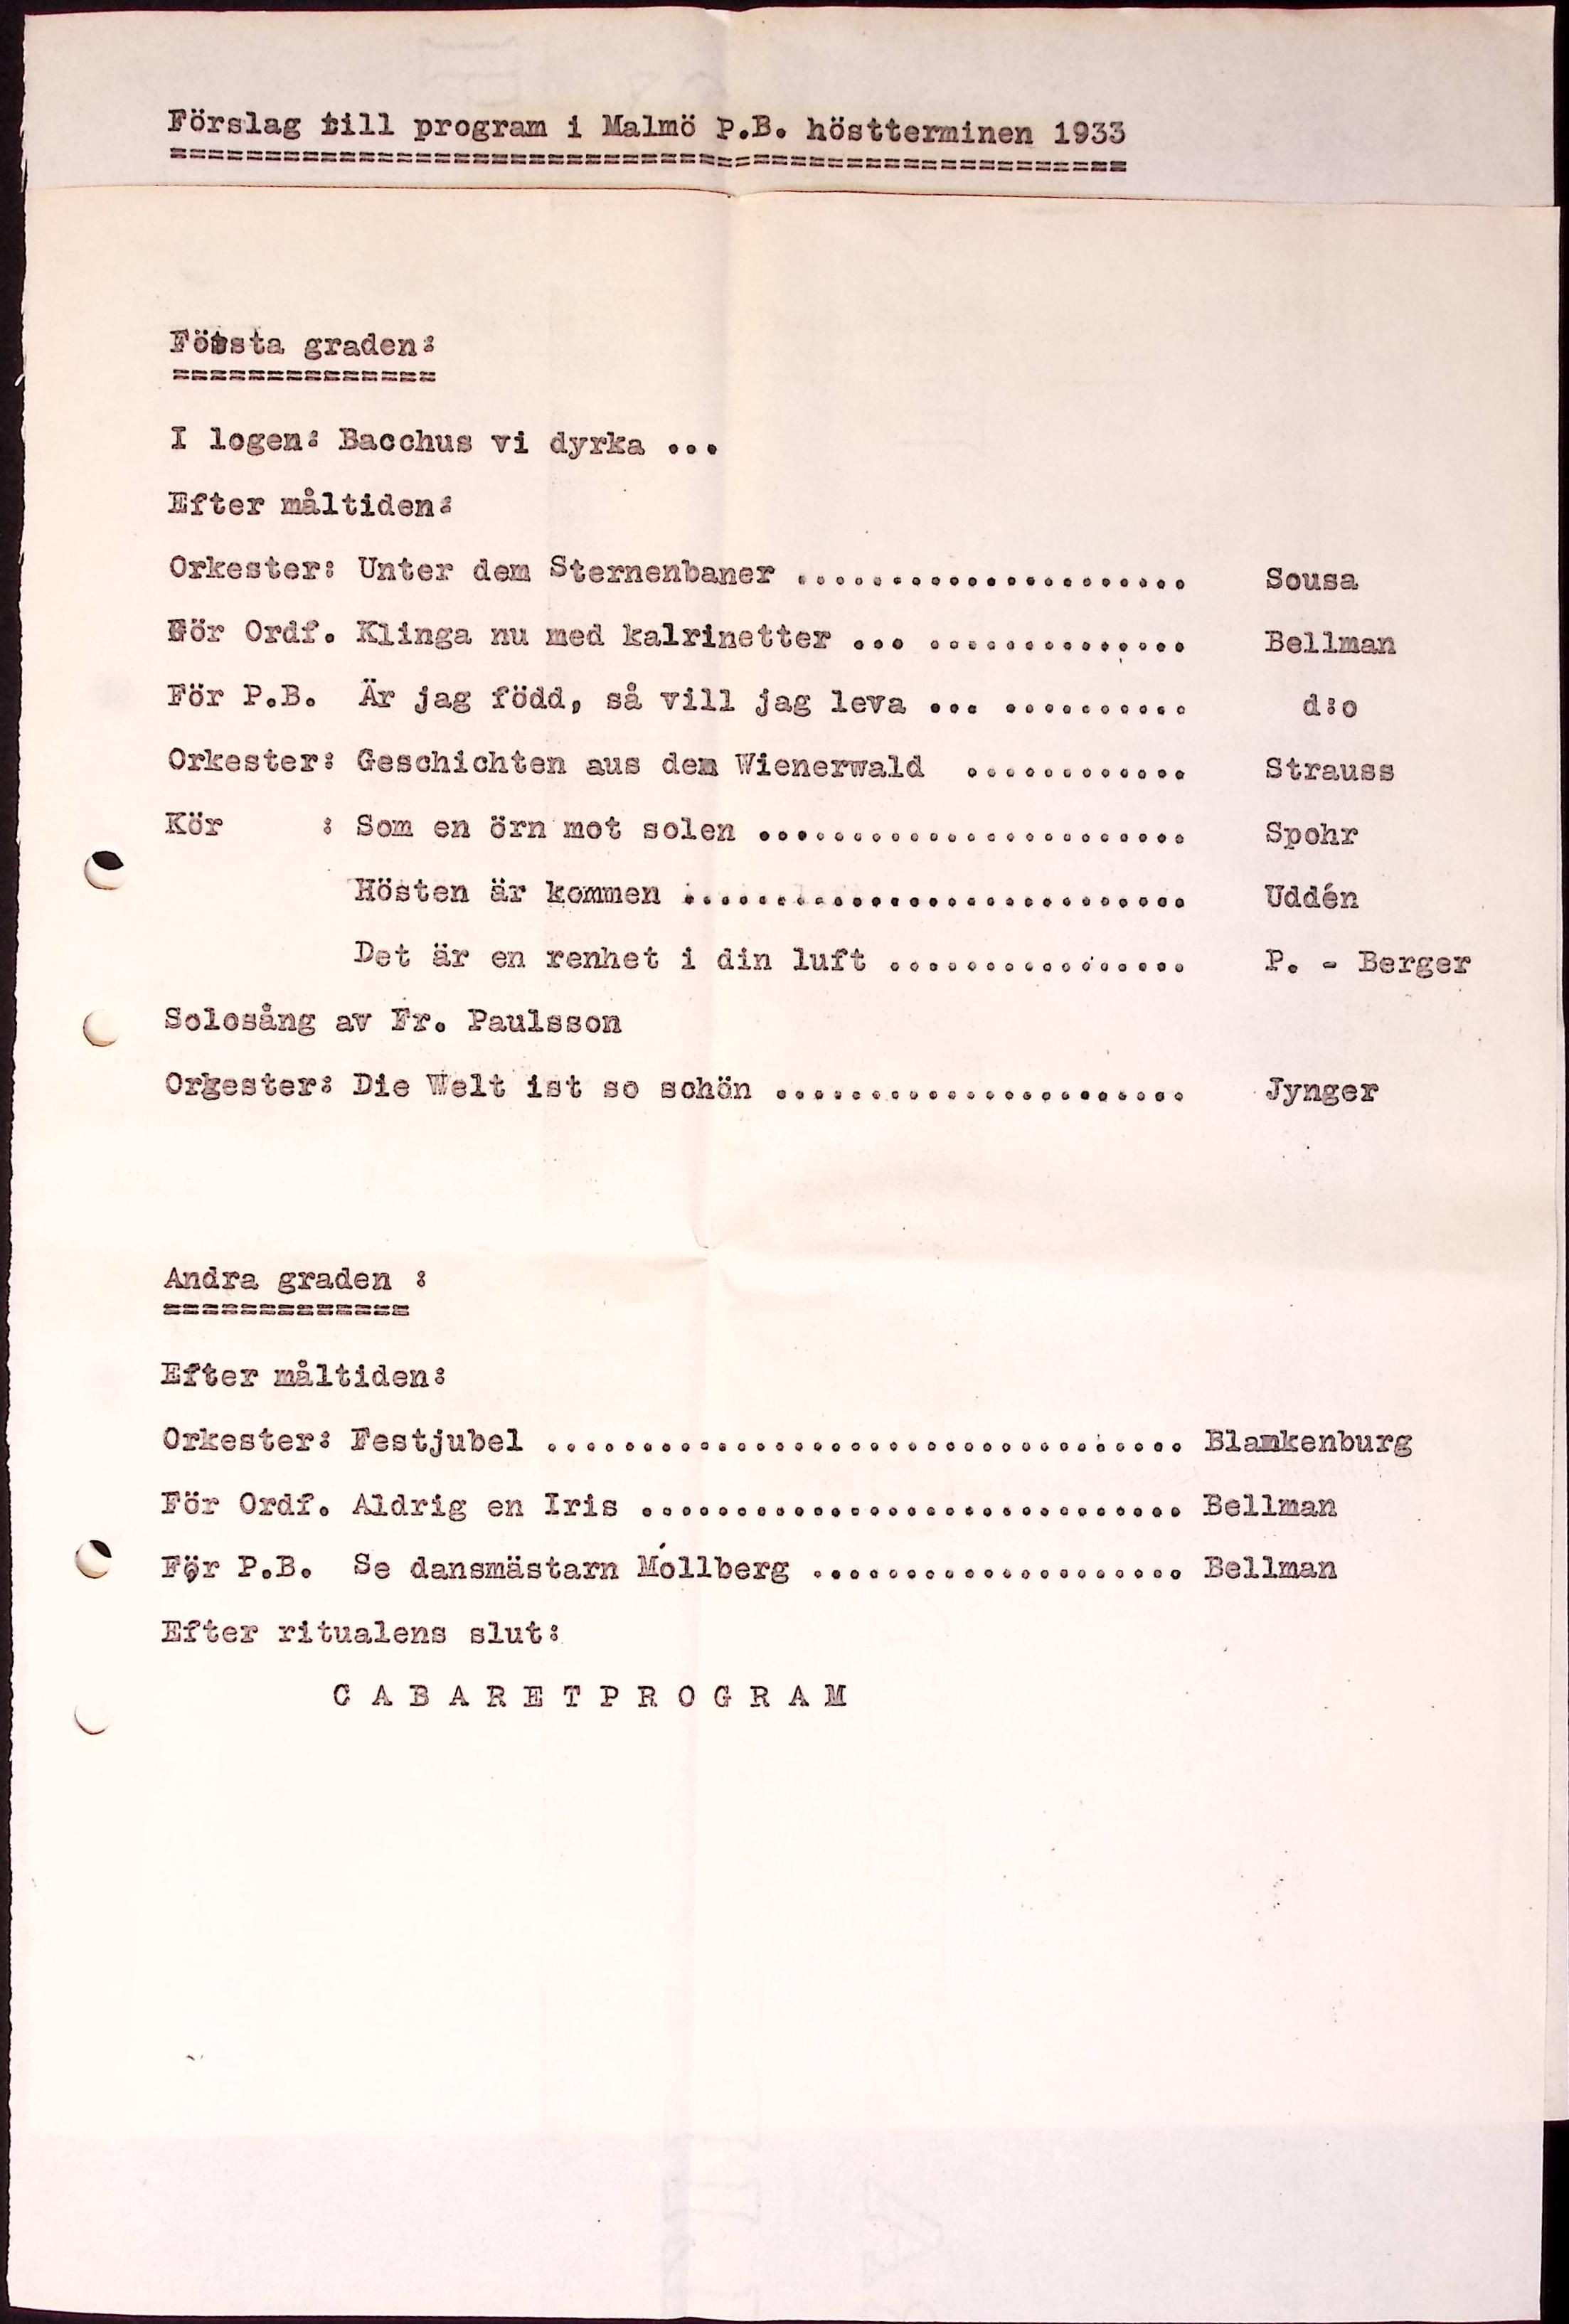 Förslag till program i Malmö P.B. höstterminen 1933
===================================================
Första graden:
==============
I logen: Bacchus vi dyrka ...
Efter måltiden:
Orkester: Unter dem Sternenbaner ..................... Sousa
För Ordf. Klinga nu med kalrinetter ... .............. Bellman
För P.B. Är jag född, så vill jag leva ... .......... d:o
Orkester: Geschichten aus dem Wienerwald ............ Strauss
Kör : Som en örn mot solen ....................... Spohr
Hösten är kommen ........................... Uddén
Det är en renhet i din luft ................ P. - Berger
Solosång av Fr. Paulsson
Orkester: Die Welt ist so schön ...................... Jynger
Andra graden :
=============
Efter måltiden:
Orkester: Festjubel .................................. Blankenburg
För Ordf. Aldrig en Iris ............................. Bellman
För P.B. Se dansmästarn Mollberg .................... Bellman
Efter ritualens slut:
C A B A R E T P R O G R A M